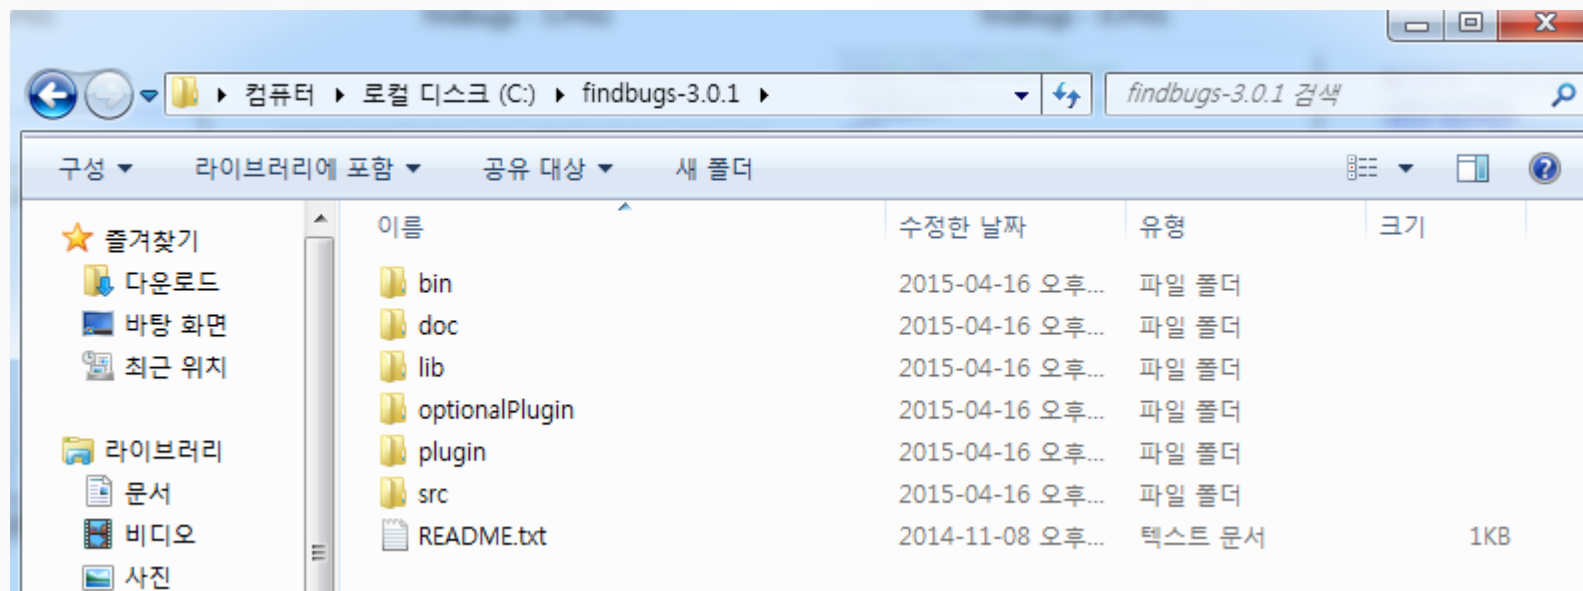 컴퓨터 ▸ 로컬 디스크 (C:) ▸ findbugs-3.0.1 ▸
findbugs-3.0.1 검색
구성 라이브러리에 포함 공유 대상 새 폴더
이름 수정한 날짜 유형 크기
즐겨찾기
다운로드
바탕 화면
최근 위치
라이브러리
문서
비디오
사진
bin 2015-04-16 오후... 파일 폴더
doc 2015-04-16 오후... 파일 폴더
lib 2015-04-16 오후... 파일 폴더
optionalPlugin 2015-04-16 오후... 파일 폴더
plugin 2015-04-16 오후... 파일 폴더
src 2015-04-16 오후... 파일 폴더
README.txt 2014-11-08 오후... 텍스트 문서 1KB